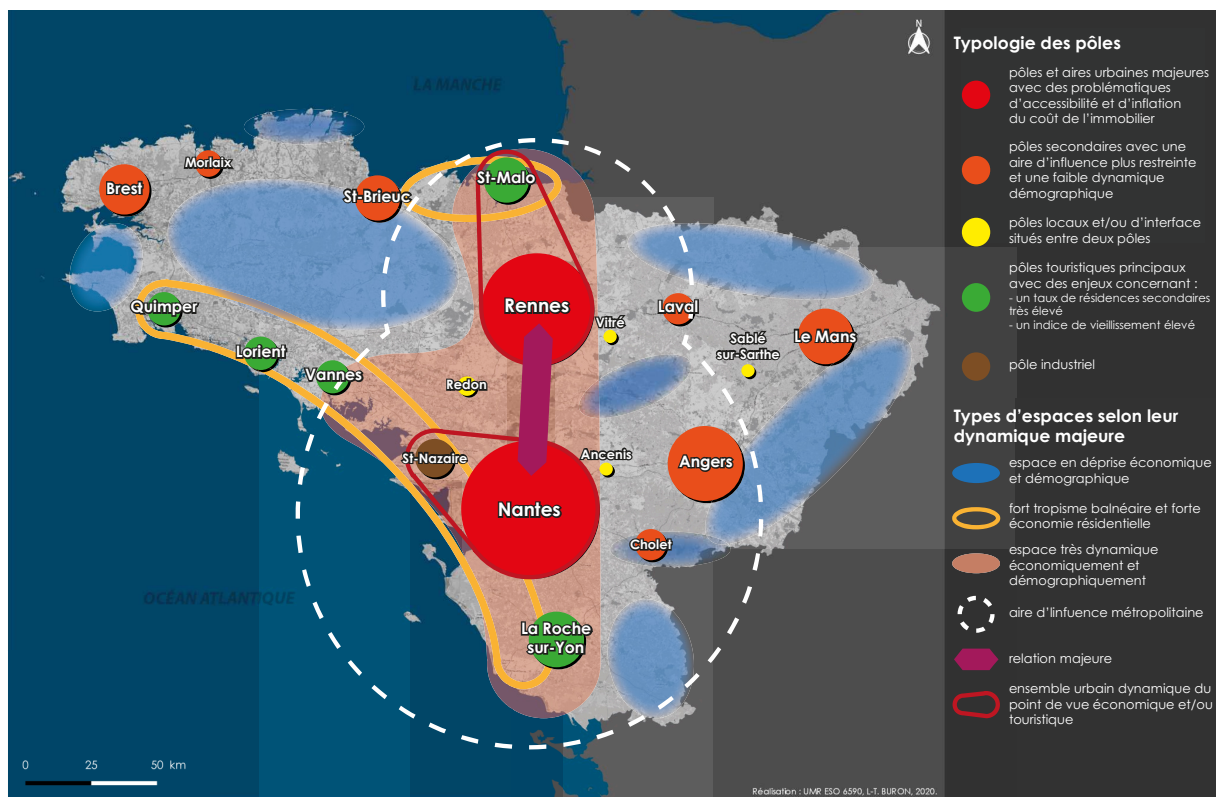 N
LA MANCHE
Morlaix
Brest
St-Brieuc
St-Malo
Quimper
Rennes
Laval
Vitré
Le Mans
Sablé
sur-Sarthe
Lorient
Vannes
Redon
St-Nazaire
Ancenis
Angers
Nantes
Cholet
OCÉAN ATLANTIQUE
La Roche
sur-Yon
0 25 50 km
Réalisation : UMR ESO 6590, L-T. BURON, 2020.
Typologie des pôles
pôles et aires urbaines majeures
avec des problématiques
d'accessibilité et d'inflation
du coût de l'immobilier
pôles secondaires avec une
aire d'influence plus restreinte
et une faible dynamique
démographique
pôles locaux et/ou d'interface
situés entre deux pôles
pôles touristiques principaux
avec des enjeux concernant :
- un taux de résidences secondaires
très élevé
- un indice de vieillissement élevé
pôle industriel
Types d'espaces selon leur
dynamique majeure
espace en déprise économique
et démographique
fort tropisme balnéaire et forte
économie résidentielle
espace très dynamique
économiquement et
démographiquement
aire d'linfuence métropolitaine
relation majeure
ensemble urbain dynamique du
point de vue économique et/ou
touristique